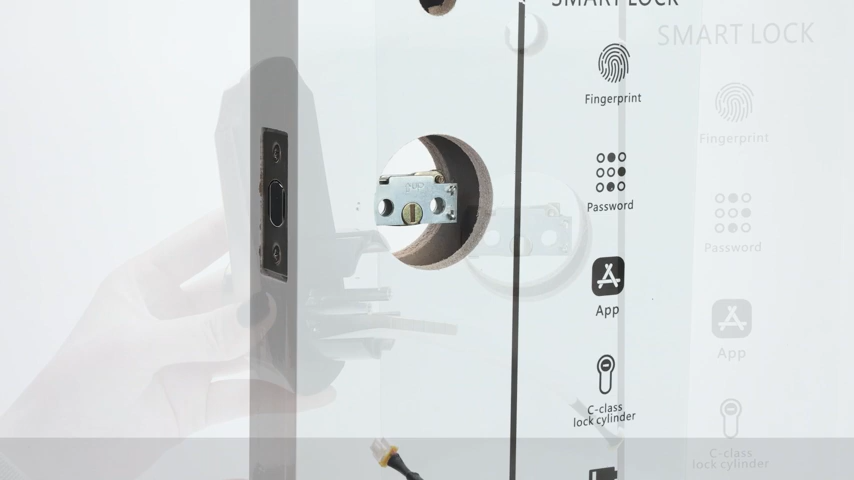 SMART LOCK
Fingerprint
Password
App
C-class
lock cylinder
SMART LOCK
Fingerprint
Password
App
C-class
lock cylinder